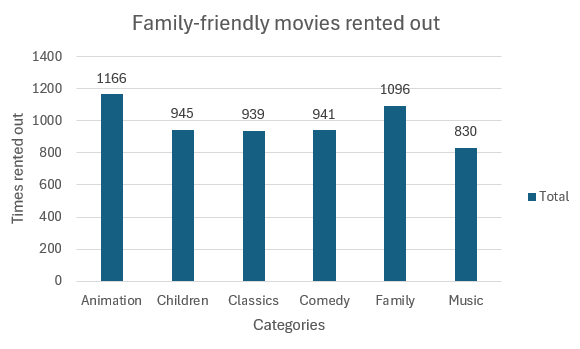 Family-friendly movies rented out
1400
1200
1000
800
600
400
200
0
Times rented out
1166
945
939
941
1096
830
Animation Children Classics Comedy Family Music
Categories
Total